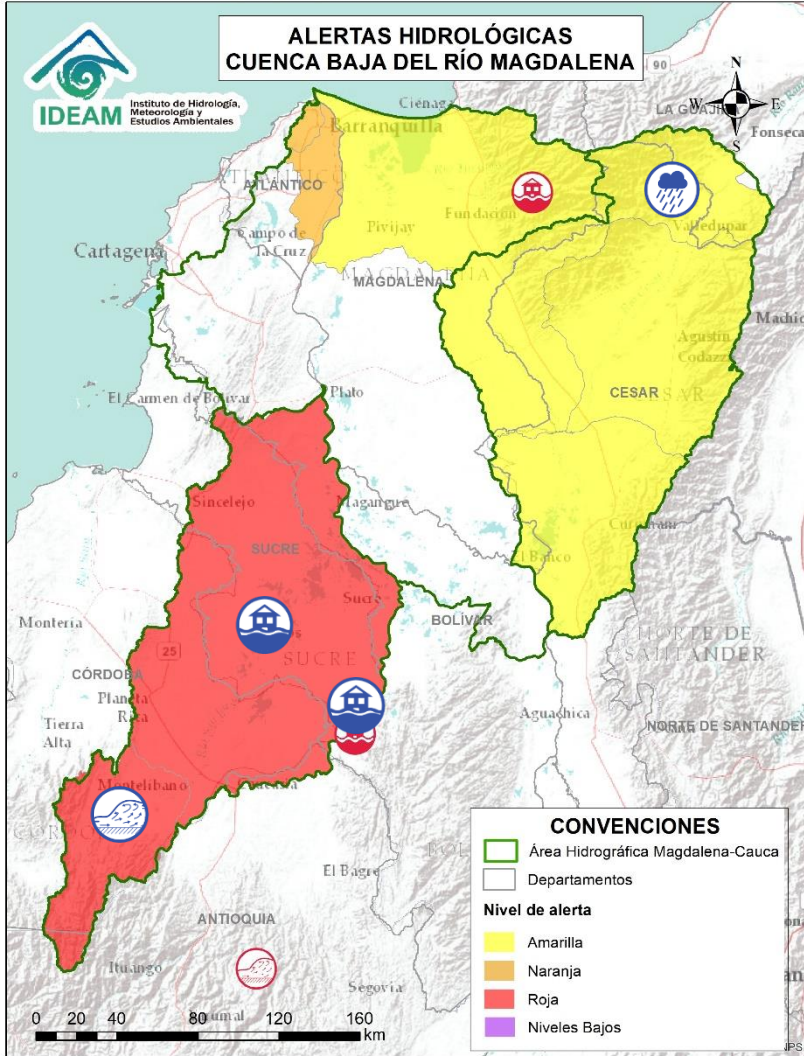 ALERTAS HIDROLÓGICAS
CUENCA BAJA DEL RÍO MAGDALENA
IDEAM
Instituto de Hidrología,
Meteorología y
Estudios Ambientales
90
N
W
E
S
Ciénaga
LA GUAJI
Fonseca
Barranquilla
ATLÁNTICO
Pivijay
Fundación
Valledupar
Campo de
La Cruz
Cartagena
MAGDALENA
MAGDALENA
Machi
Agustín
Codazzi
CESAR
El Carmen de Bolívar
Plato
Sincelejo
Magangué
SUCRE
El Banco
Sucre
BOLÍVAR
Montería
SUCRE
NORTE DE
SANTANDER
25
CÓRDOBA
Planeta
Rica
Tierra
Alta
Aguachica
NORTE DE SANTANDER
Montelíbano
El Bagre
ANTIOQUIA
Ituango
Segovia
0 20 40 80 120 160
km
CONVENCIONES
Área Hidrográfica Magdalena-Cauca
Departamentos
Nivel de alerta
Amarilla
Naranja
Roja
Niveles Bajos